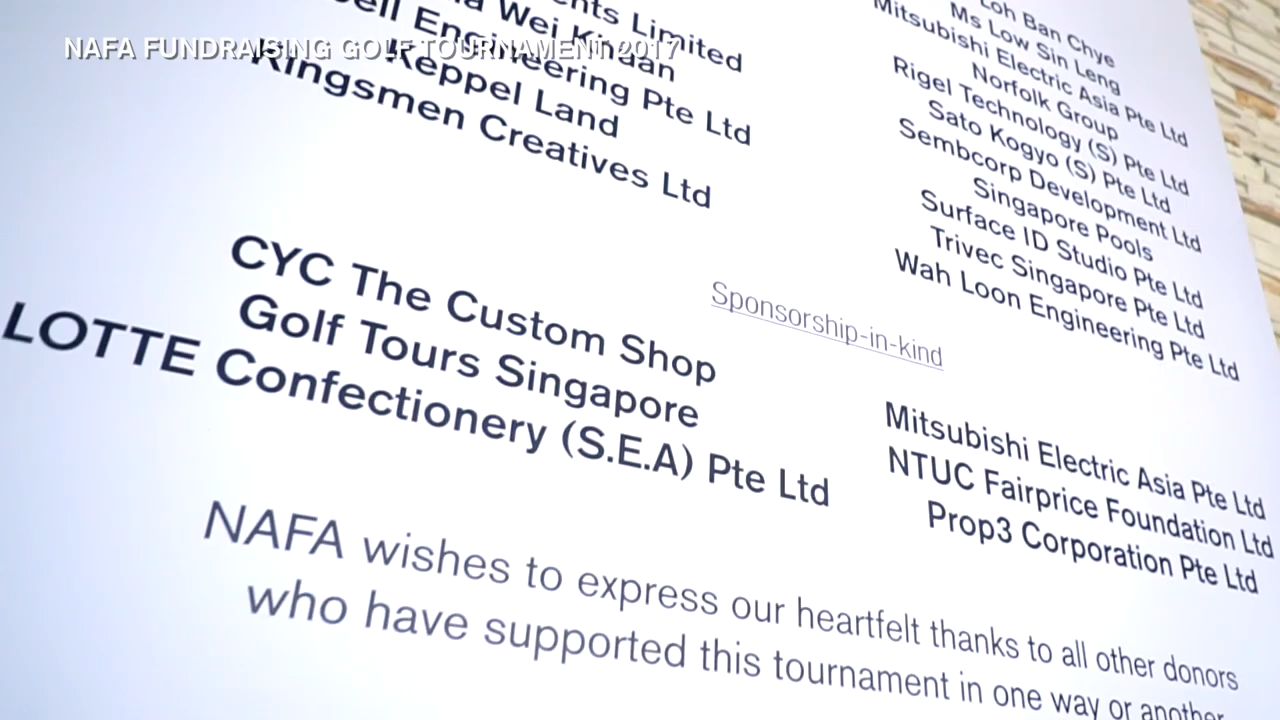 NAFA FUNDRAISING GOLF TOURNAMENT 2017
Limited
Wei Kinaan
Engineering Pte Ltd
Keppel Land
Kingsmen Creatives Ltd
Loh Ban Chye
Ms Low Sin Leng
Mitsubishi Electric Asia Pte Ltd
Norfolk Group
Rigel Technology (S) Pte Ltd
Sato Kogyo (S) Pte Ltd
Sembcorp Development Ltd
Singapore Pools
Surface ID Studio Pte Ltd
Trivec Singapore Pte Ltd
Wah Loon Engineering Pte Ltd
Sponsorship-in-kind
CYC The Custom Shop
Golf Tours Singapore
LOTTE Confectionery (S.E.A) Pte Ltd
Mitsubishi Electric Asia Pte Ltd
NTUC Fairprice Foundation Ltd
Prop3 Corporation Pte Ltd
NAFA wishes to express our heartfelt thanks to all other donors
who have supported this tournament in one way or another